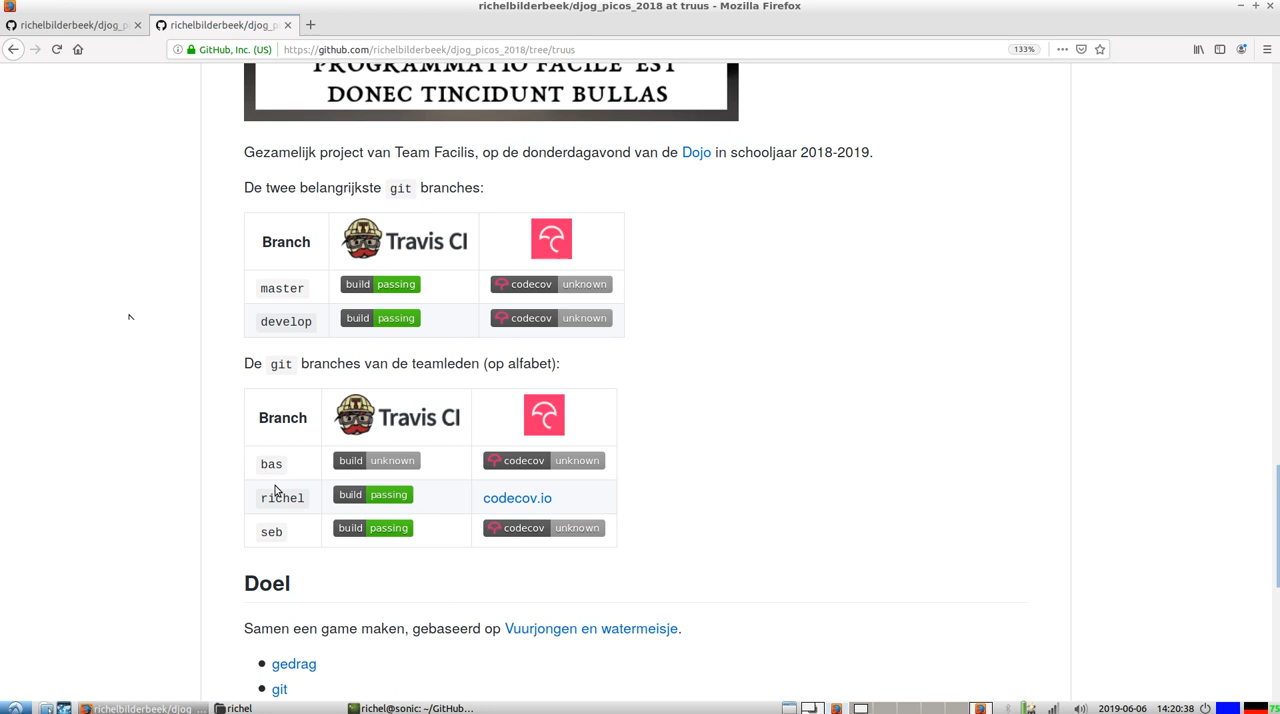 richelbilderbeek/djog_picos_2018 at truus - Mozilla Firefox
richelbilderbeek/djog_p
richelbilderbeek/djog_p
GitHub, Inc. (US)
https://github.com/richelbilderbeek/djog_picos_2018/tree/truus
133%
PROGRAMMATIO FACILE EST
DONEC TINCIDUNT BULLAS
Gezamelijk project van Team Facilis, op de donderdagavond van de Dojo in schooljaar 2018-2019.
De twee belangrijkste git branches:
Branch Travis CI
master build passing codecov unknown
develop build passing codecov unknown
De git branches van de teamleden (op alfabet):
Branch Travis CI
bas build unknown codecov unknown
richel build passing codecov.io
seb build passing codecov unknown
Doel
Samen een game maken, gebaseerd op Vuurjongen en watermeisje.
gedrag
git
richelbilderbeek/djog ...
richel
richel@sonic: ~/GitHub...
2019-06-06 14:20:38
75